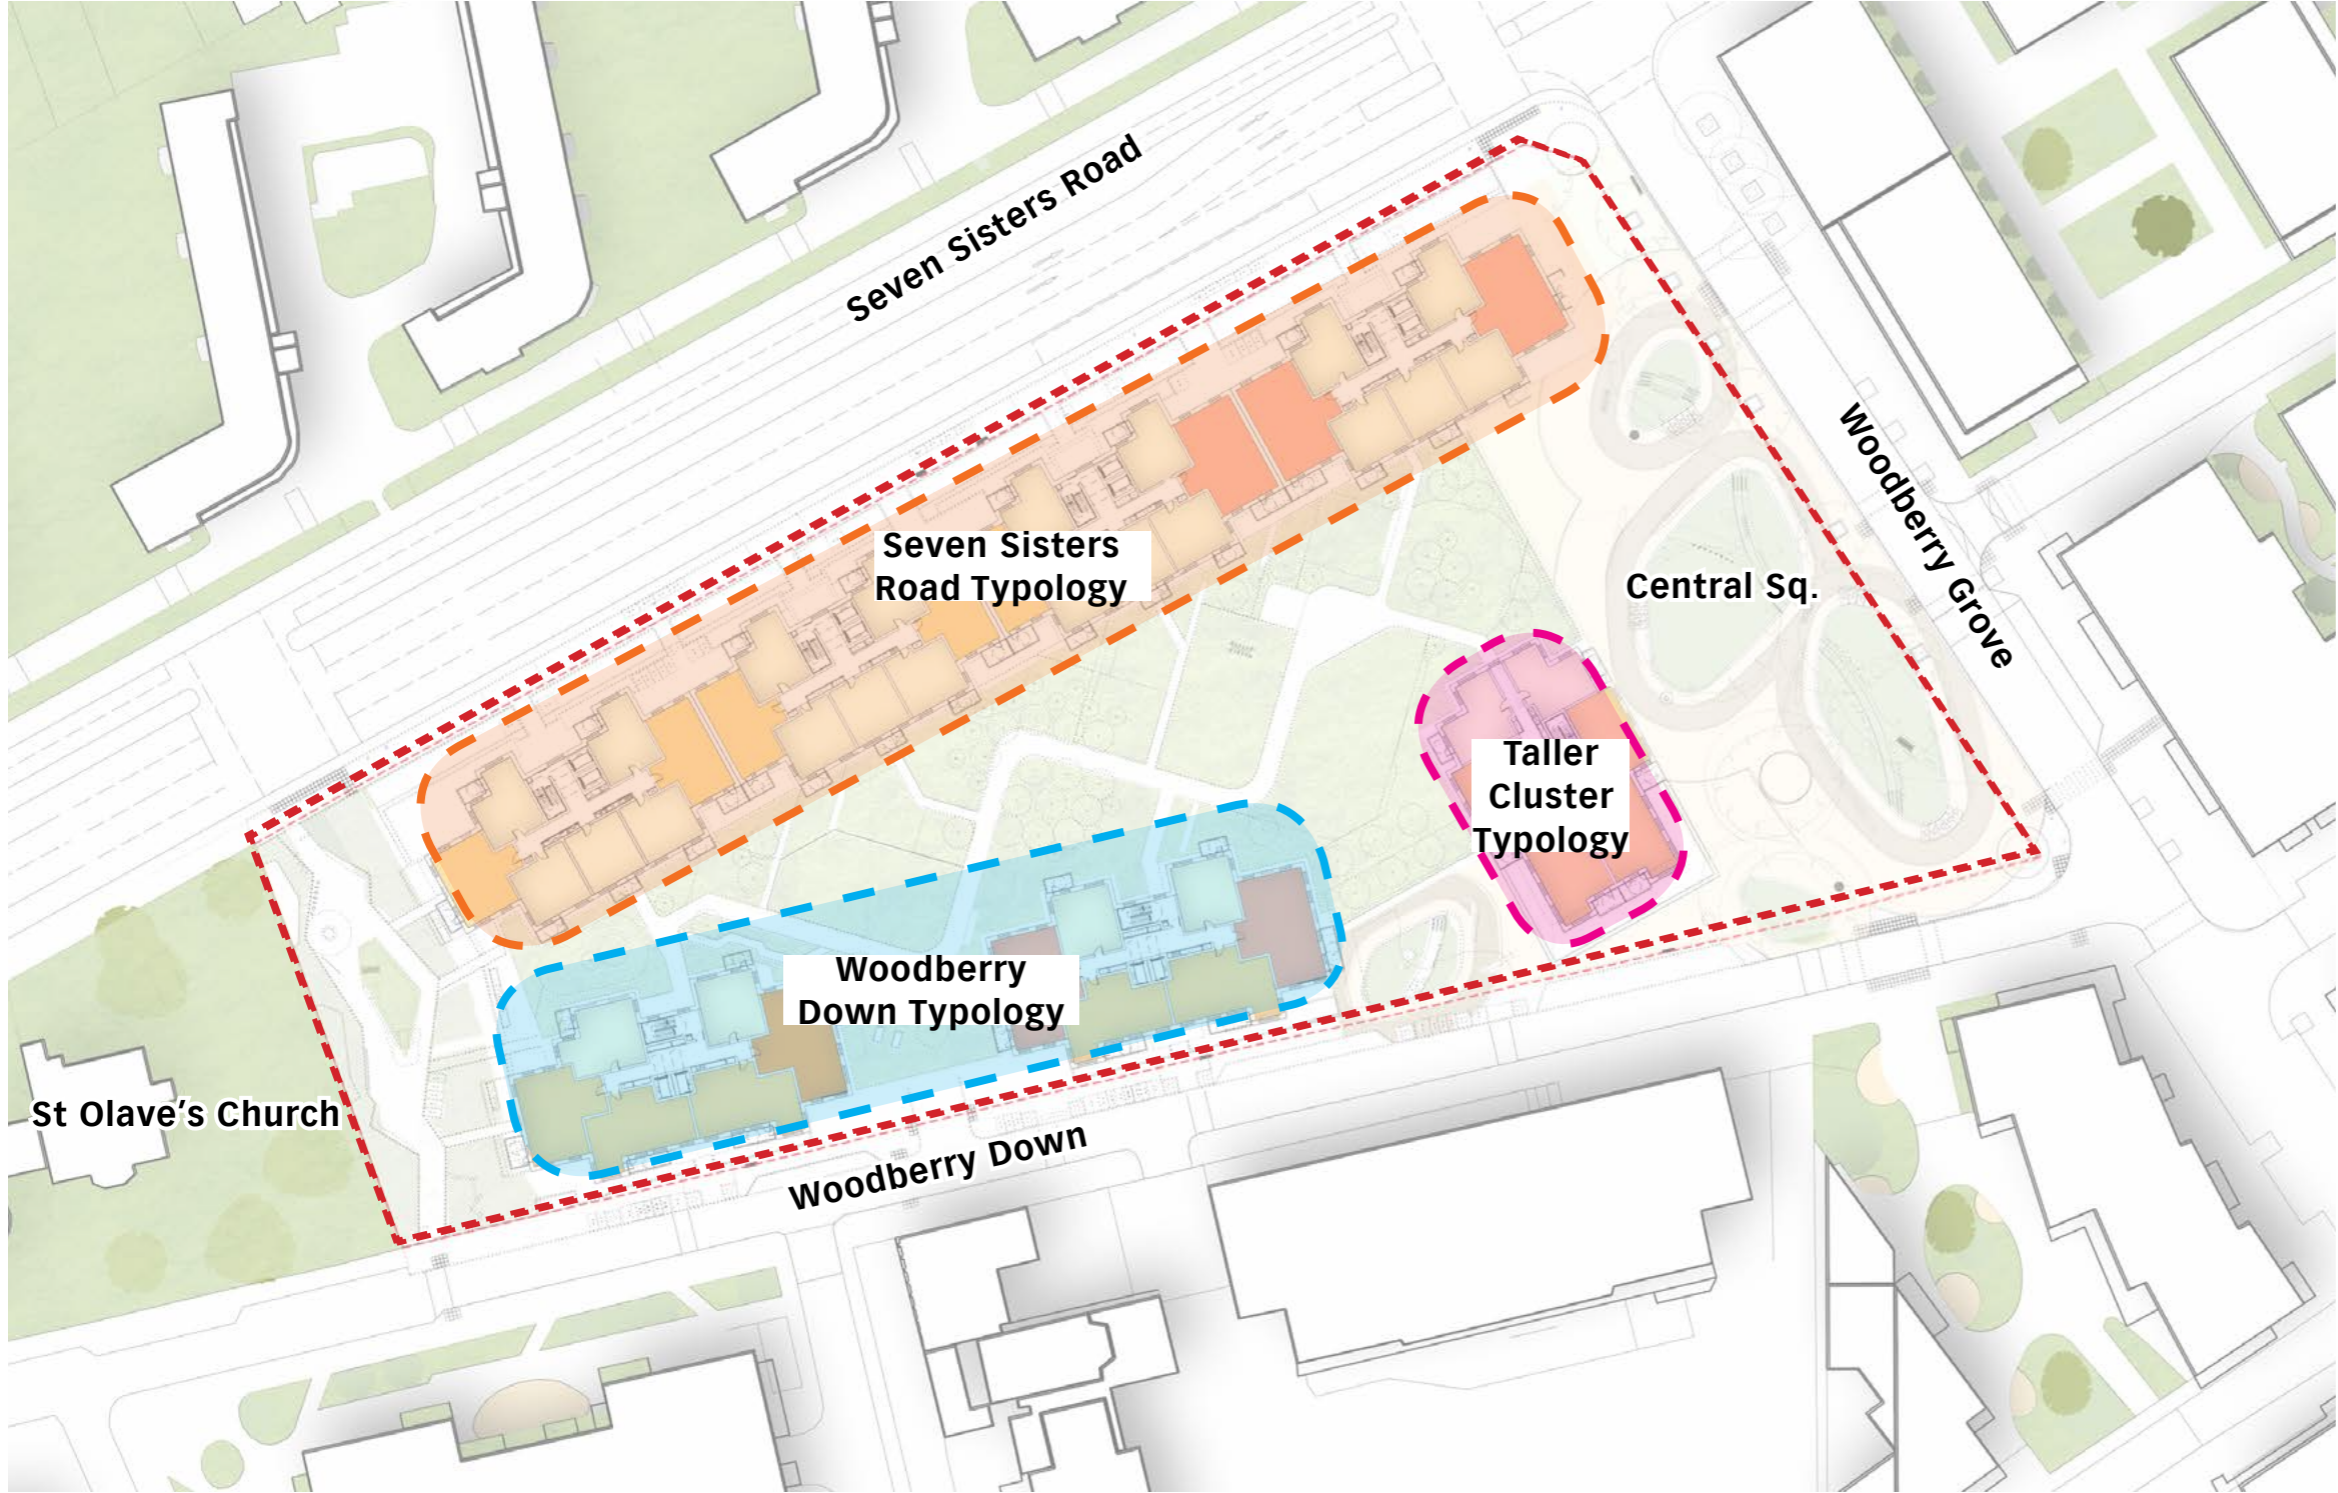 Seven Sisters Road
Woodberry Grove
Seven Sisters
Road Typology
Central Sq.
Taller
Cluster
Typology
Woodberry
Down Typology
St Olave’s Church
Woodberry Down